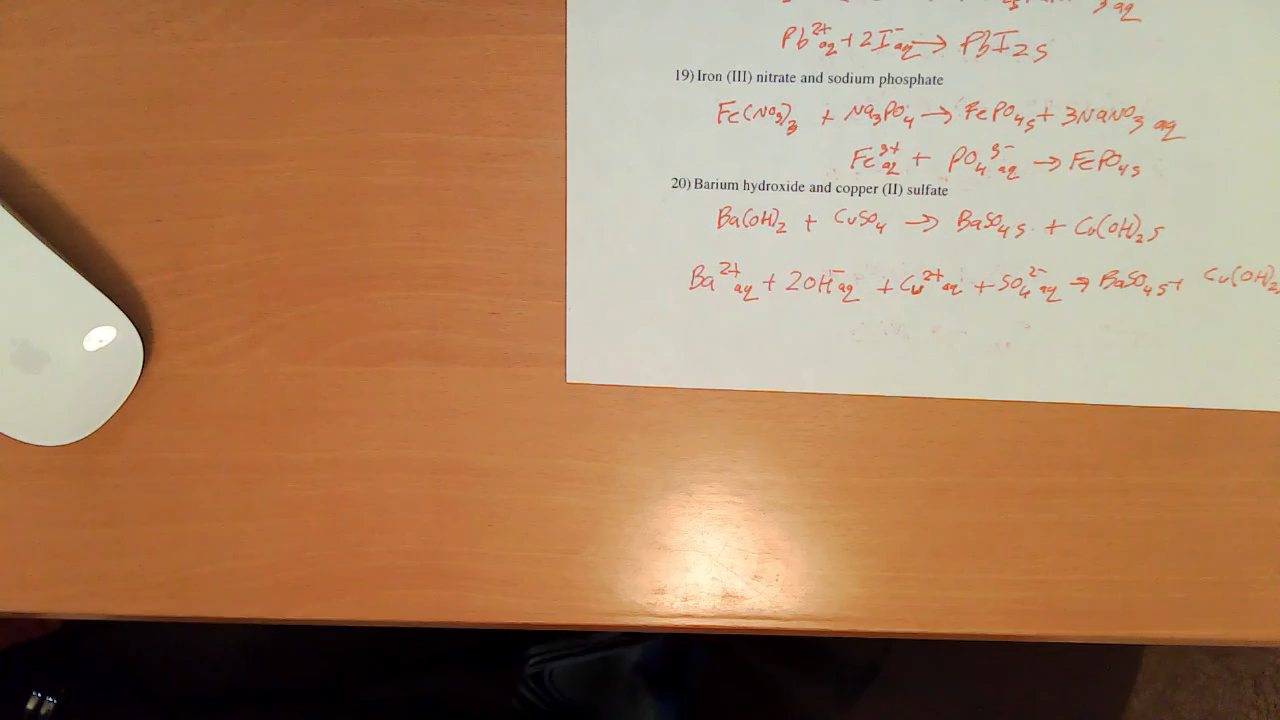 3 aq
Pb²⁺aq + 2I⁻aq → PbI₂ s
19) Iron (III) nitrate and sodium phosphate
Fe(NO₃)₃ + Na₃PO₄ → FePO₄ s + 3NaNO₃ aq
Fe³⁺aq + PO₄³⁻aq → FePO₄ s
20) Barium hydroxide and copper (II) sulfate
Ba(OH)₂ + CuSO₄ → BaSO₄ s + Cu(OH)₂ s
Ba²⁺aq + 2OH⁻aq + Cu²⁺aq + SO₄²⁻aq → BaSO₄ s + Cu(OH)₂